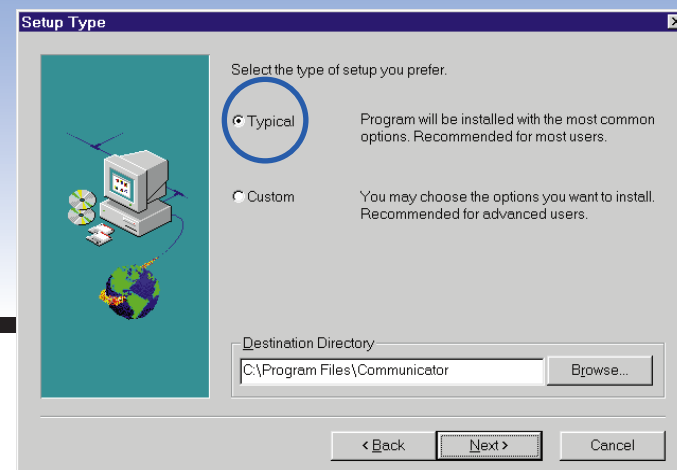 Setup Type
Select the type of setup you prefer.
Typical
Program will be installed with the most common
options. Recommended for most users.
Custom
You may choose the options you want to install.
Recommended for advanced users.
Destination Directory
C:\Program Files\Communicator
Browse...
< Back
Next >
Cancel